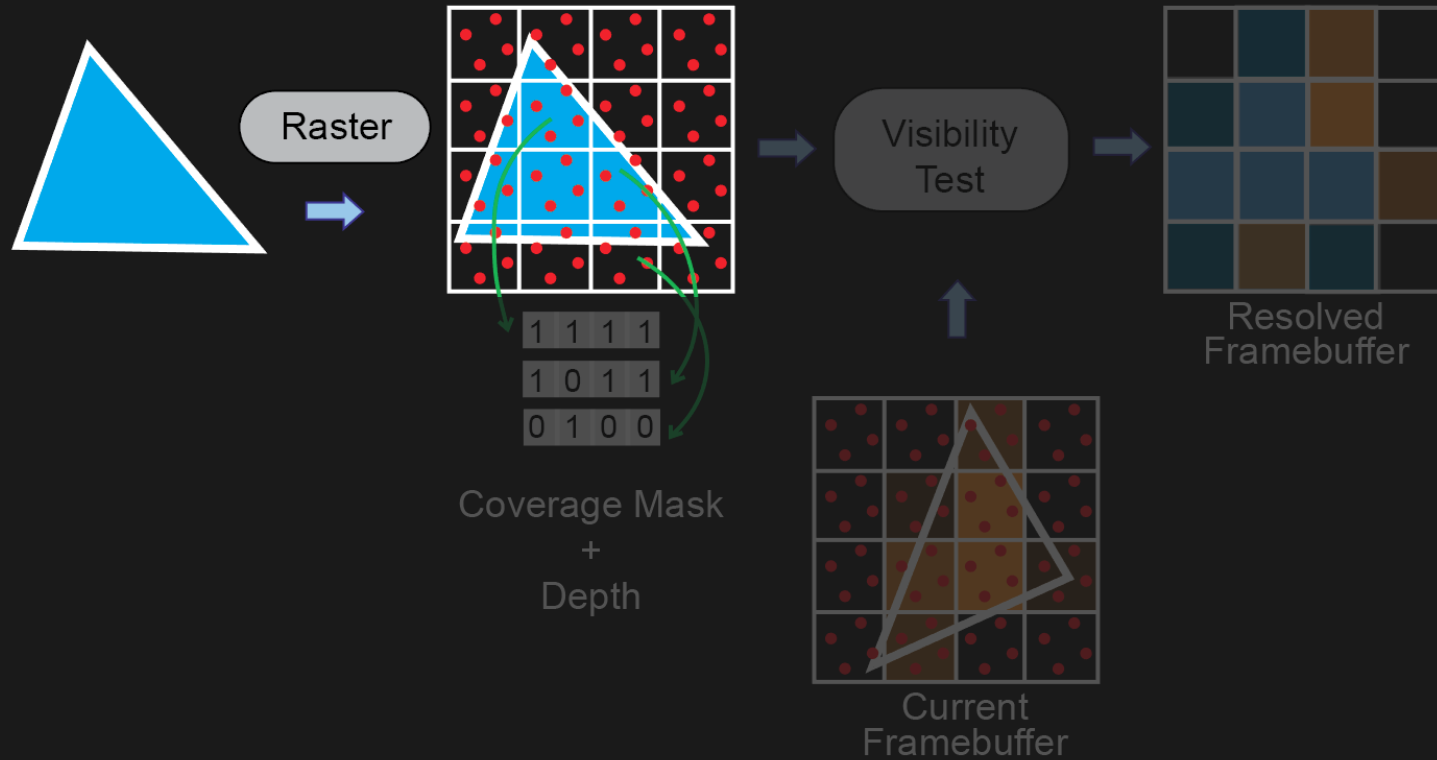 Raster
Visibility
Test
1 1 1 1
1 0 1 1
0 1 0 0
Coverage Mask
+
Depth
Resolved
Framebuffer
Current
Framebuffer